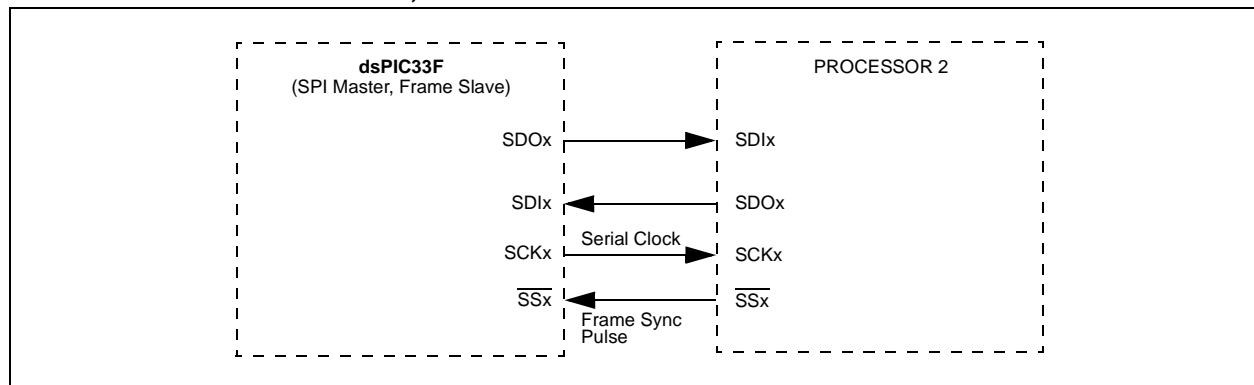 dsPIC33F
(SPI Master, Frame Slave)
PROCESSOR 2
SDOx
SDIx
SDIx
SDOx
SCKx
Serial Clock
SCKx
SSx
Frame Sync
Pulse
SSx